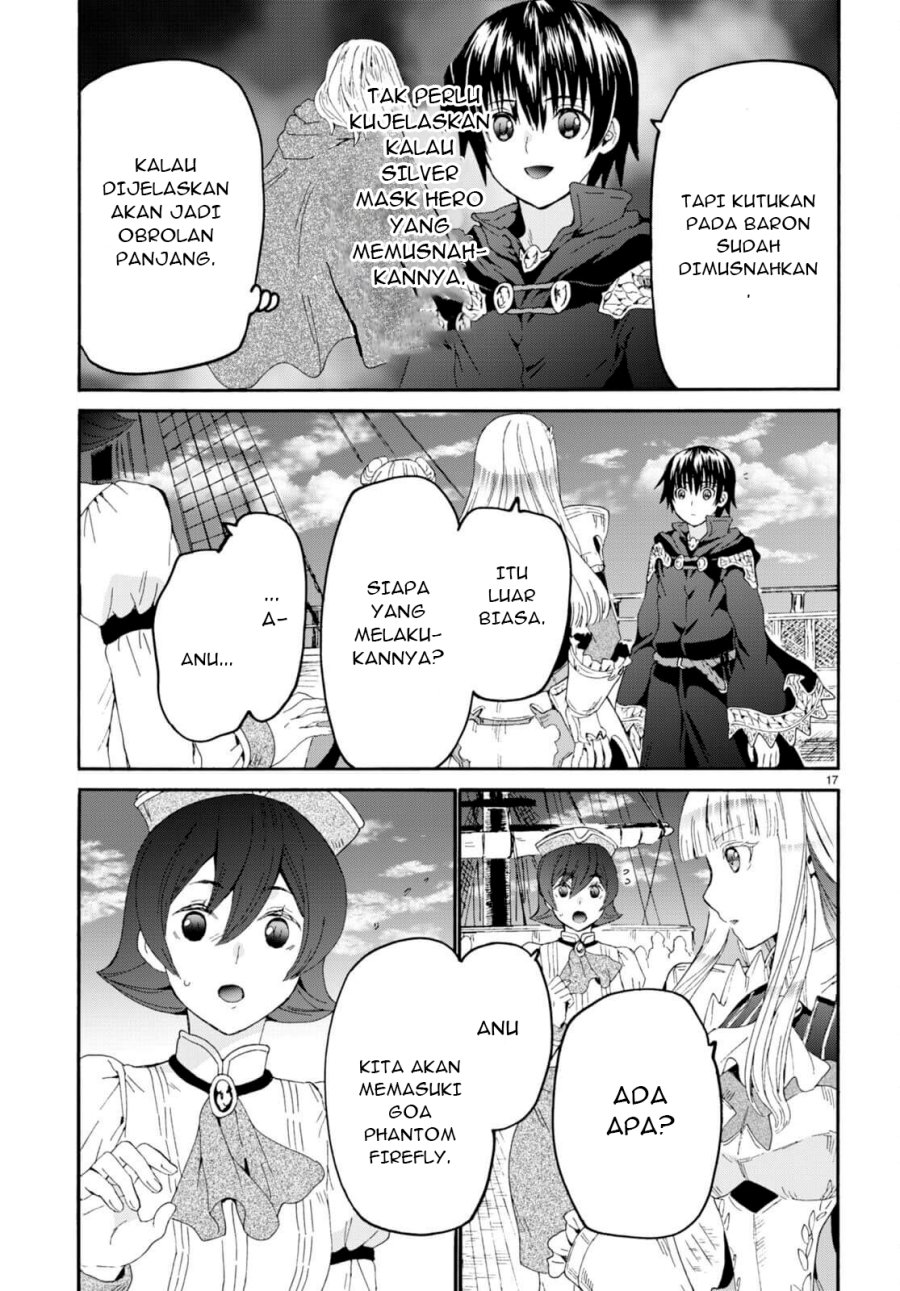 TAPI KUTUKAN
PADA BARON
SUDAH
DIMUSNAHKAN
.
TAK PERLU
KUJELASKAN
KALAU
SILVER
MASK HERO
YANG
MEMUSNAH-
KANNYA.
KALAU
DIJELASKAN
AKAN JADI
OBROLAN
PANJANG.
ITU
LUAR
BIASA.
SIAPA
YANG
MELAKU-
KANNYA?
...
A-
ANU...
17
ADA
APA?
ANU
KITA AKAN
MEMASUKI
GOA
PHANTOM
FIREFLY.